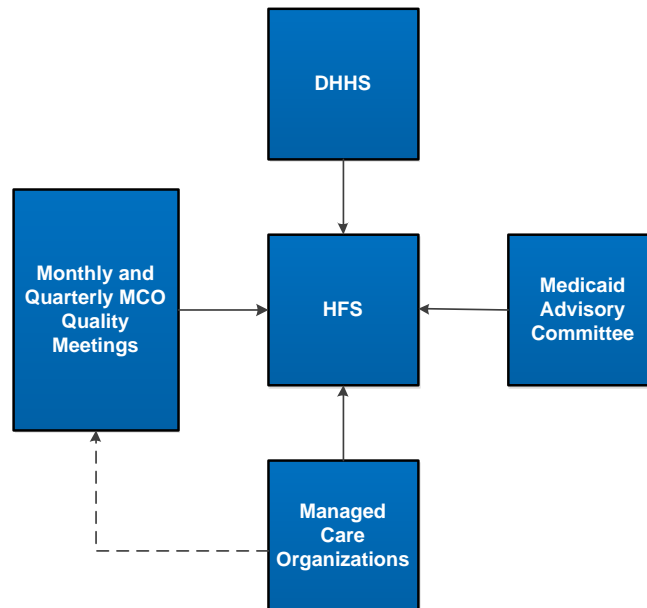 DHHS
Monthly and
Quarterly MCO
Quality
Meetings
HFS
Medicaid
Advisory
Committee
Managed
Care
Organizations